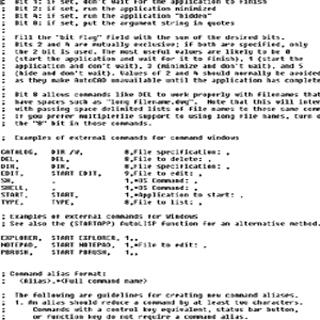 ; Bit 1: if set, don't wait for the application to finish
; Bit 2: if set, run the application minimized
; Bit 4: if set, run the application "hidden"
; Bit 8: if set, put the argument string in quotes
;
; Fill the "bit flag" field with the sum of the desired bits.
; Bits 2 and 4 are mutually exclusive; if both are specified, only
; the 2 bit is used. The most useful values are likely to be 0
; (start the application and wait for it to finish), 1 (start the
; application and don't wait), 3 (minimize and don't wait), and 5
; (hide and don't wait). Values of 2 and 4 should normally be avoided,
; as they make AutoCAD unavailable until the application has completed.
;
; Bit 8 allows commands like DEL to work properly with filenames that
; have spaces such as "long filename.dwg". Note that this will interfere
; with passing space delimited lists of file names to these same commands.
; If you prefer multiplefile support to using long file names, turn off
; the "8" bit in those commands.

; Examples of external commands for command windows

CATALOG, DIR /W, 8,File specification: ,
DEL, DEL, 8,File to delete: ,
DIR, DIR, 8,File specification: ,
EDIT, START EDIT, 9,File to edit: ,
SH, , 1,*OS Command: ,
SHELL, , 1,*OS Command: ,
START, START, 1,*Application to start: ,
TYPE, TYPE, 8,File to list: ,

; Examples of external commands for Windows
; See also the (STARTAPP) AutoLISP function for an alternative method.

EXPLORER, START EXPLORER, 1,,
NOTEPAD, START NOTEPAD, 1,*File to edit: ,
PBRUSH, START PBRUSH, 1,,

; Command alias format:
; <Alias>,*<Full command name>

; The following are guidelines for creating new command aliases.
; 1. An alias should reduce a command by at least two characters.
; Commands with a control key equivalent, status bar button,
; or function key do not require a command alias.